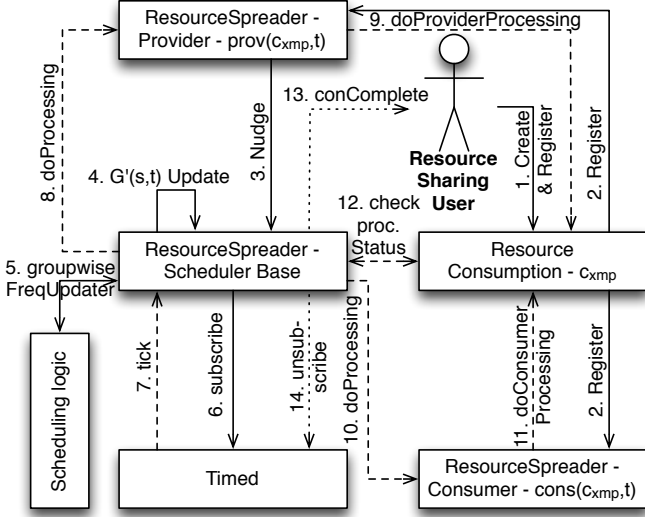 ResourceSpreader -
Provider - prov(cxmp,t)
9. doProviderProcessing
8. doProcessing
3. Nudge
13. conComplete
Resource
Sharing
User
1. Create
& Register
2. Register
4. G'(s,t) Update
12. check
proc.
Status
ResourceSpreader -
Scheduler Base
Resource
Consumption - cxmp
5. groupwise
FreqUpdater
Scheduling logic
7. tick
6. subscribe
14. unsub-
scribe
10. doProcessing
11. doConsumer
Processing
2. Register
Timed
ResourceSpreader -
Consumer - cons(cxmp,t)